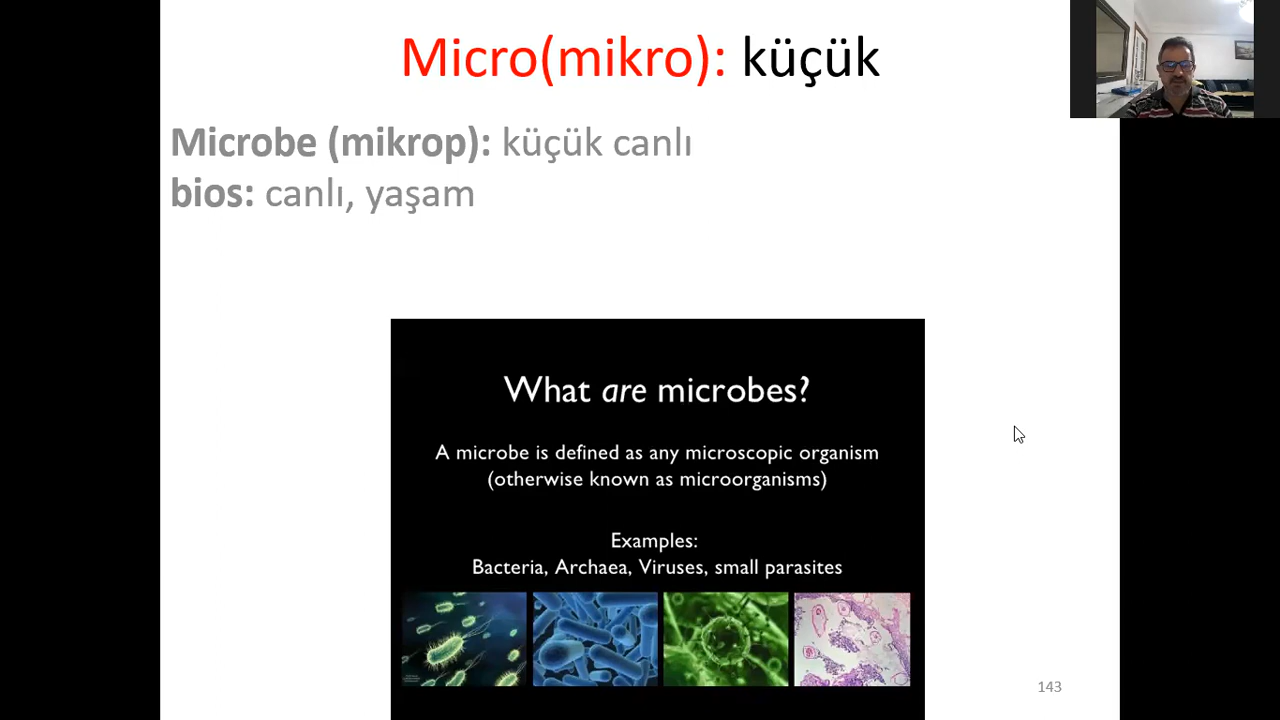 Micro(mikro): küçük
Microbe (mikrop): küçük canlı
bios: canlı, yaşam
What are microbes?
A microbe is defined as any microscopic organism
(otherwise known as microorganisms)
Examples:
Bacteria, Archaea, Viruses, small parasites
143